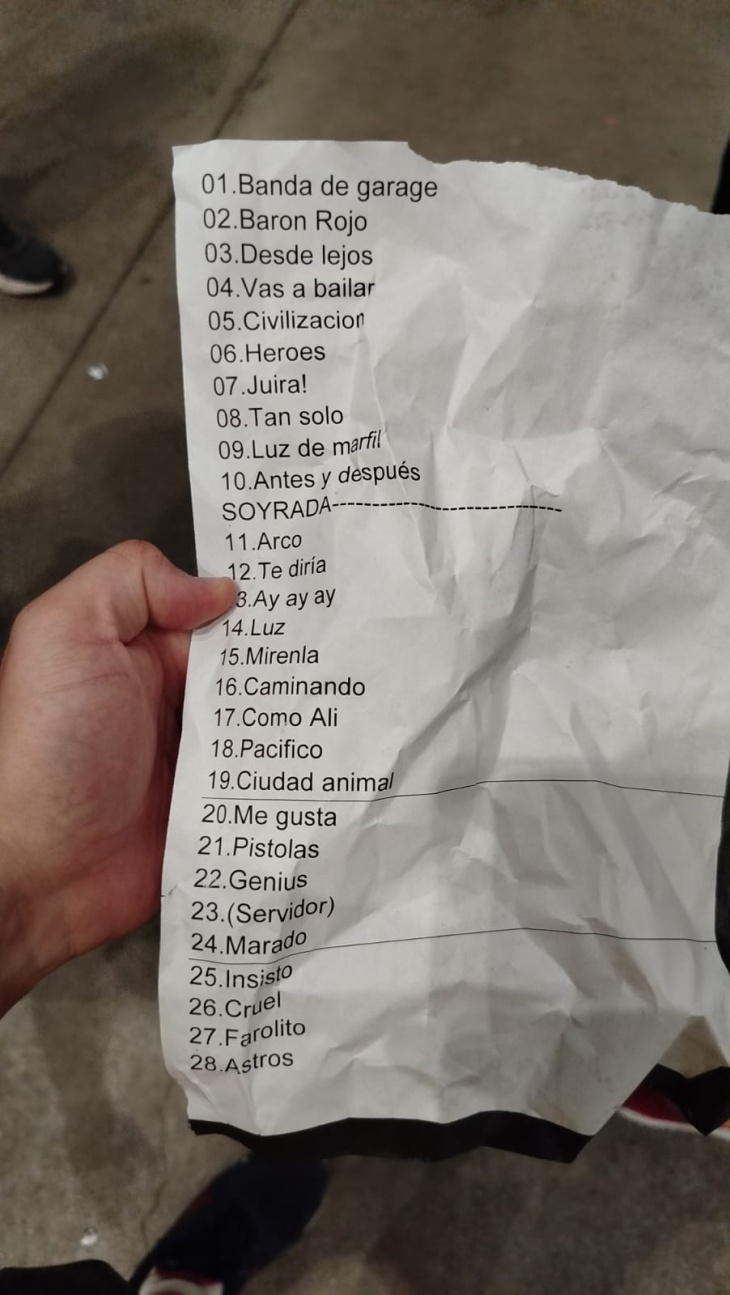 01.Banda de garage
02.Baron Rojo
03.Desde lejos
04.Vas a bailar
05.Civilizacion
06.Heroes
07.Juira!
08.Tan solo
09.Luz de marfil
10.Antes y después
SOYRADA------------------------------
11.Arco
12.Te diría
3.Ay ay ay
14.Luz
15.Mirenla
16.Caminando
17.Como Ali
18.Pacifico
19.Ciudad animal
20.Me gusta
21.Pistolas
22.Genius
23.(Servidor)
24.Marado
25.Insisto
26.Cruel
27.Farolito
28.Astros